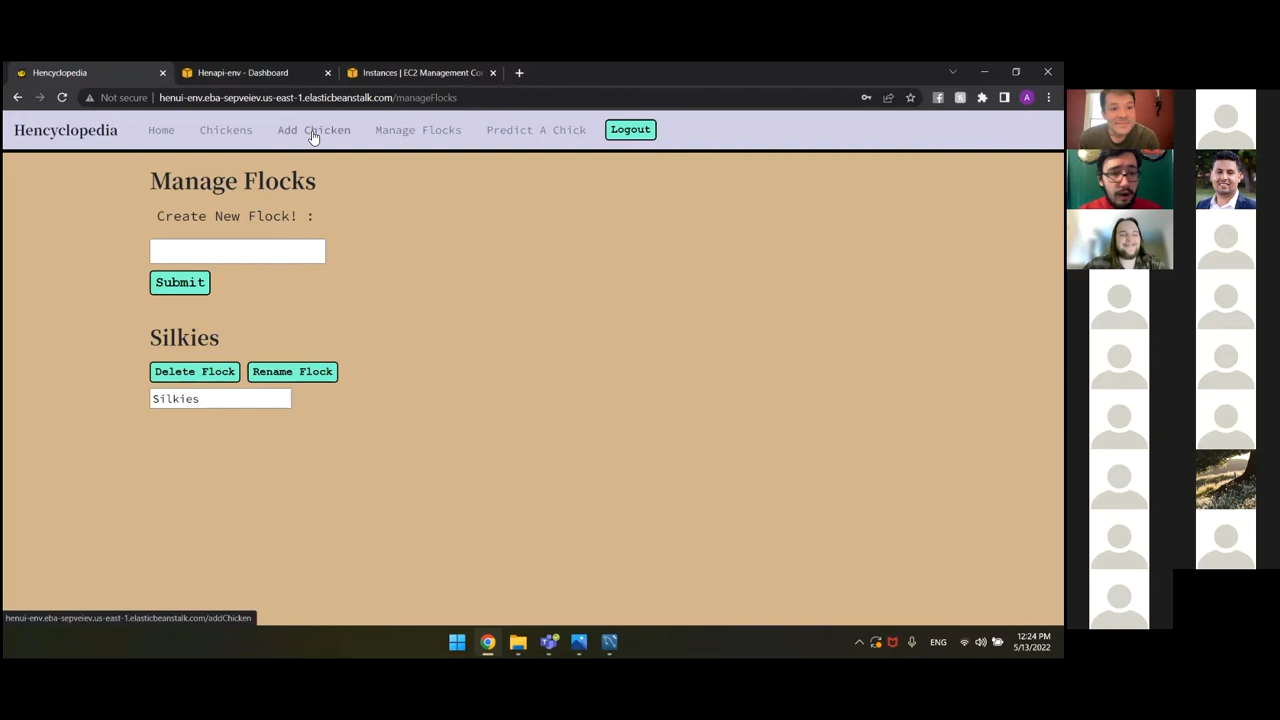 Hencyclopedia
Henapi-env - Dashboard
Instances | EC2 Management Co
Not secure
henui-env.eba-sepveiev.us-east-1.elasticbeanstalk.com/manageFlocks
A
Hencyclopedia Home Chickens Add Chicken Manage Flocks Predict A Chick Logout
Manage Flocks
Create New Flock! :
Submit
Silkies
Delete Flock Rename Flock
Silkies
henui-env.eba-sepveiev.us-east-1.elasticbeanstalk.com/addChicken
ENG
12:24 PM
5/13/2022